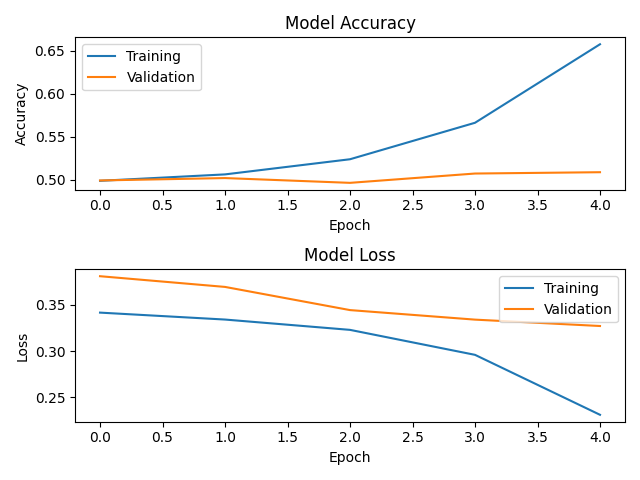 Model Accuracy
Training
Validation
Accuracy
0.65
0.60
0.55
0.50
0.0 0.5 1.0 1.5 2.0 2.5 3.0 3.5 4.0
Epoch
Model Loss
Training
Validation
Loss
0.35
0.30
0.25
0.0 0.5 1.0 1.5 2.0 2.5 3.0 3.5 4.0
Epoch